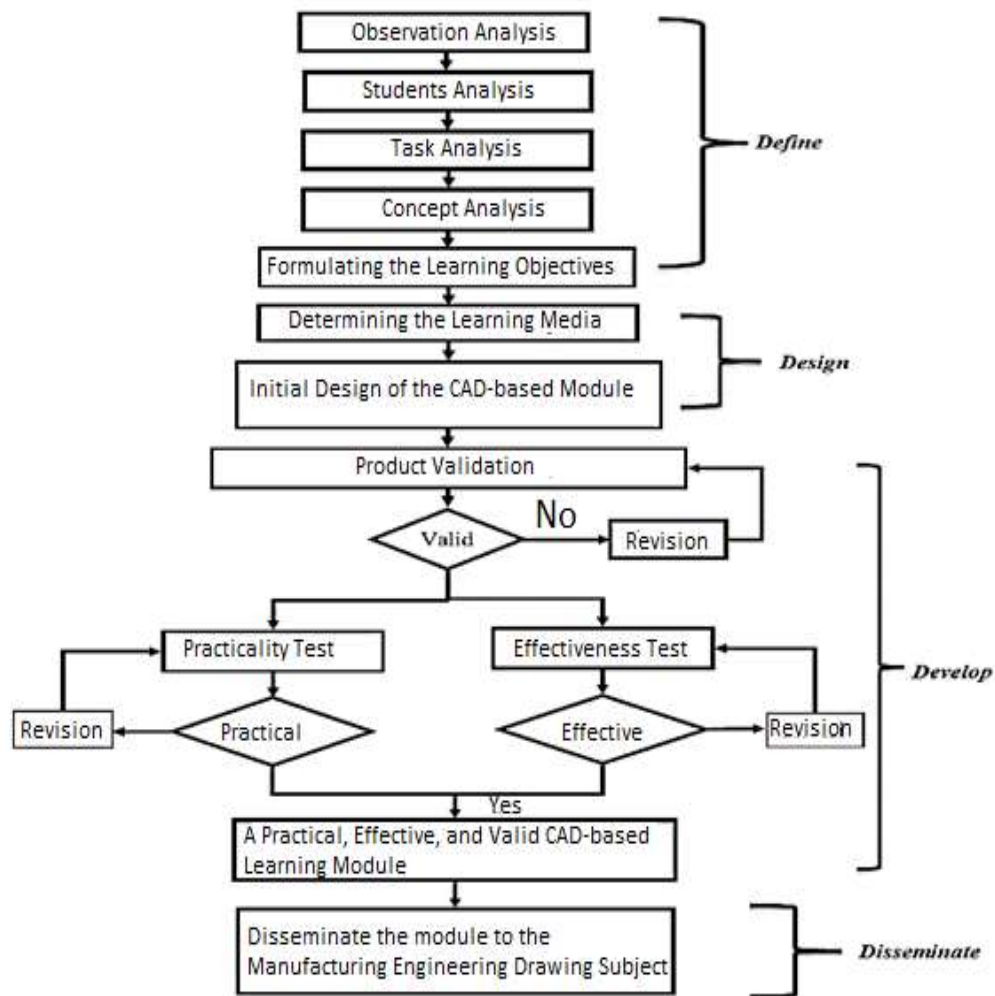 Observation Analysis
Students Analysis
Task Analysis
Define
Concept Analysis
Formulating the Learning Objectives
Determining the Learning Media
Design
Initial Design of the CAD-based Module
Product Validation
No
Valid
Revision
Practicality Test
Effectiveness Test
Develop
Revision
Practical
Effective
Revision
Yes
A Practical, Effective, and Valid CAD-based
Learning Module
Disseminate the module to the
Manufacturing Engineering Drawing Subject
Disseminate